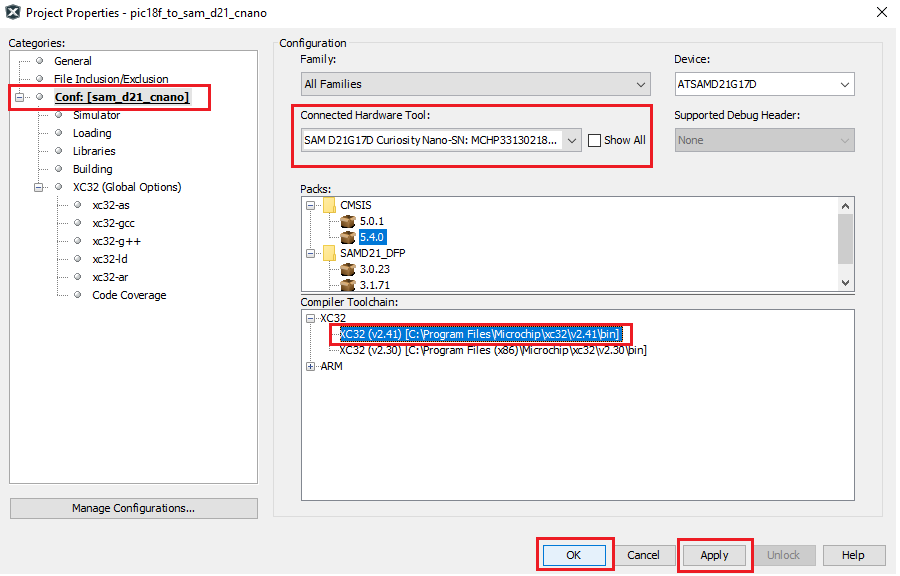 Project Properties - pic18f_to_sam_d21_cnano
Categories:
General
File Inclusion/Exclusion
Conf: [sam_d21_cnano]
Simulator
Loading
Libraries
Building
XC32 (Global Options)
xc32-as
xc32-gcc
xc32-g++
xc32-ld
xc32-ar
Code Coverage
Manage Configurations...
Configuration
Family:
All Families
Device:
ATSAMD21G17D
Connected Hardware Tool:
SAM D21G17D Curiosity Nano-SN: MCHP33130218...
Show All
Supported Debug Header:
None
Packs:
CMSIS
5.0.1
5.4.0
SAMD21_DFP
3.0.23
3.1.71
Compiler Toolchain:
XC32
XC32 (v2.41) [C:\Program Files\Microchip\xc32\v2.41\bin]
XC32 (v2.30) [C:\Program Files (x86)\Microchip\xc32\v2.30\bin]
ARM
OK
Cancel
Apply
Unlock
Help